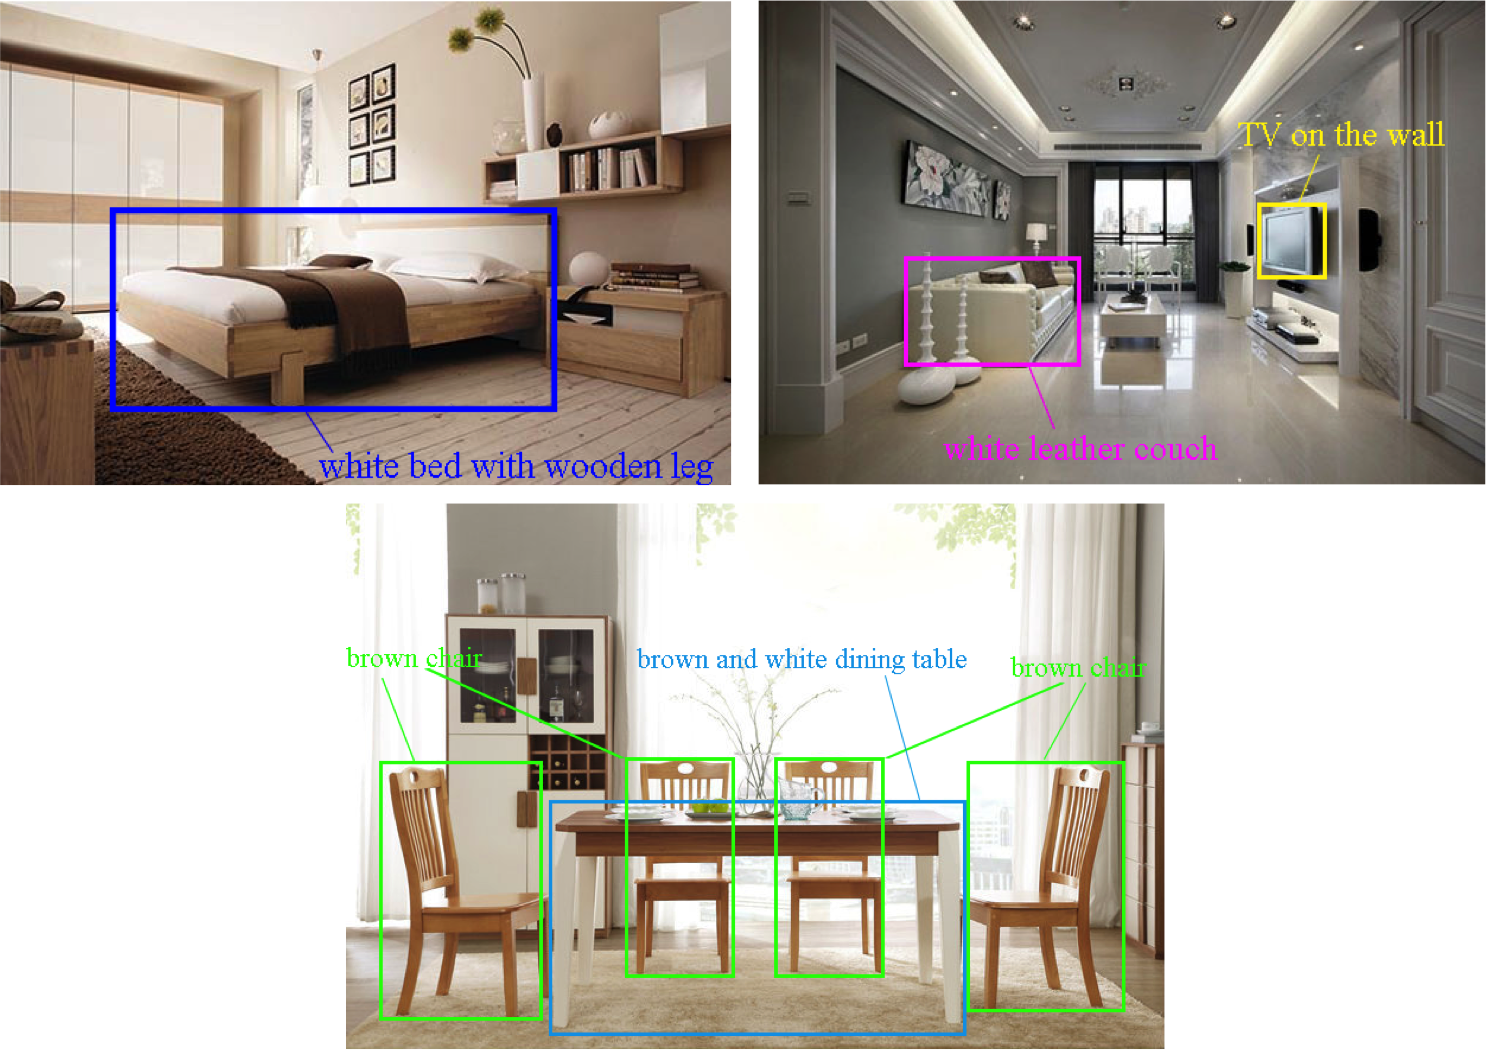 TV on the wall
white leather couch
white bed with wooden leg
brown chair
brown and white dining table
brown chair